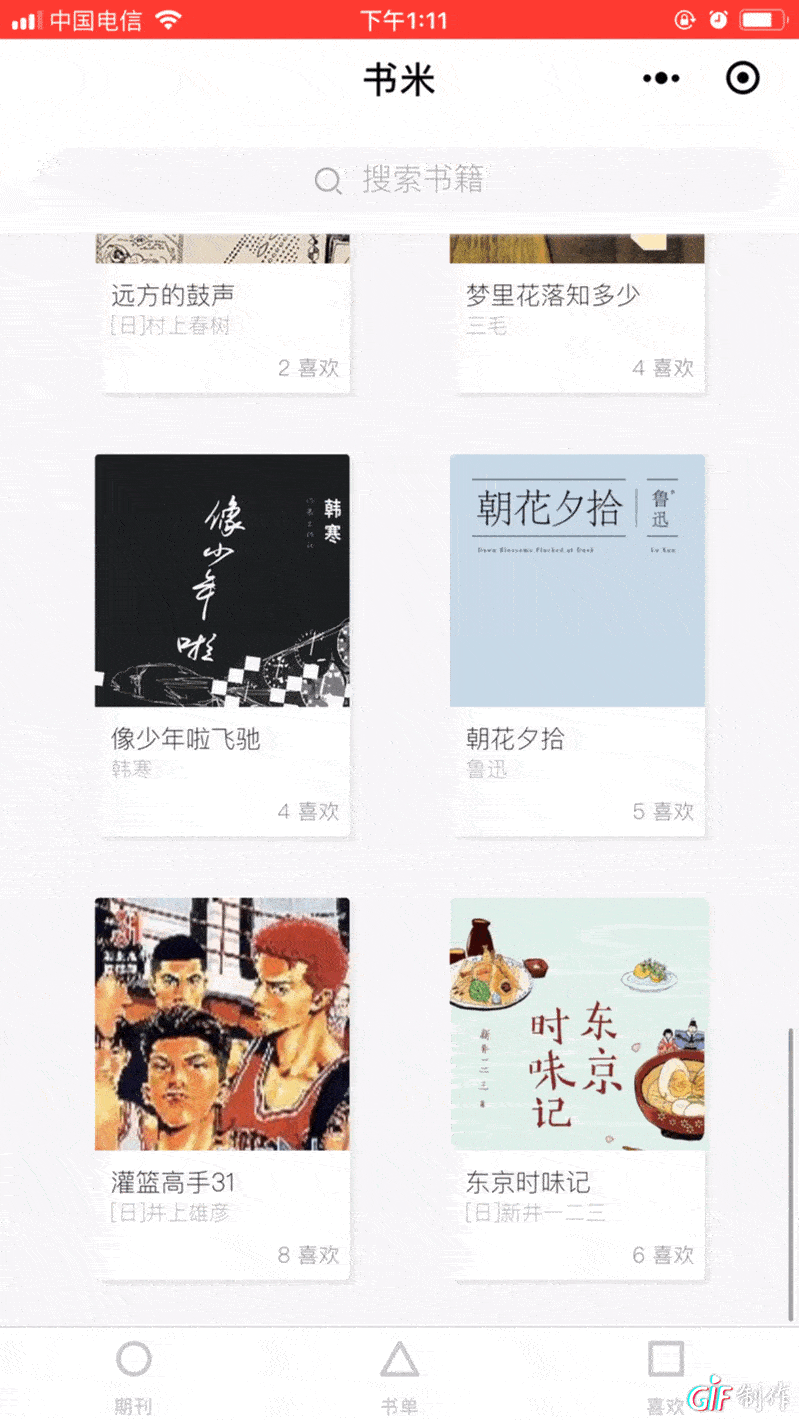 中国电信 下午1:11
书米
搜索书籍
远方的鼓声
[日]村上春树
2 喜欢
梦里花落知多少
三毛
4 喜欢
像少年啦
韩寒
像少年啦飞驰
韩寒
4 喜欢
朝花夕拾 鲁迅
Dawn Blossoms Plucked at Dusk Lu Xun
朝花夕拾
鲁迅
5 喜欢
灌篮高手31
[日]井上雄彦
8 喜欢
东京
时味记
新井一二三
东京时味记
[日]新井一二三
6 喜欢
期刊 书单 喜欢
GIF制作